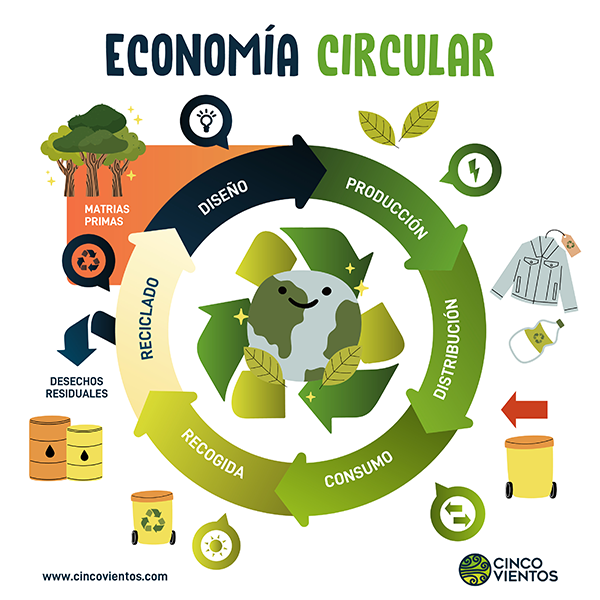 ECONOMÍA CIRCULAR
MATRIAS
PRIMAS
DISEÑO
PRODUCCIÓN
DISTRIBUCIÓN
CONSUMO
RECOGIDA
RECICLADO
DESECHOS
RESIDUALES
www.cincovientos.com
CINCO
VIENTOS